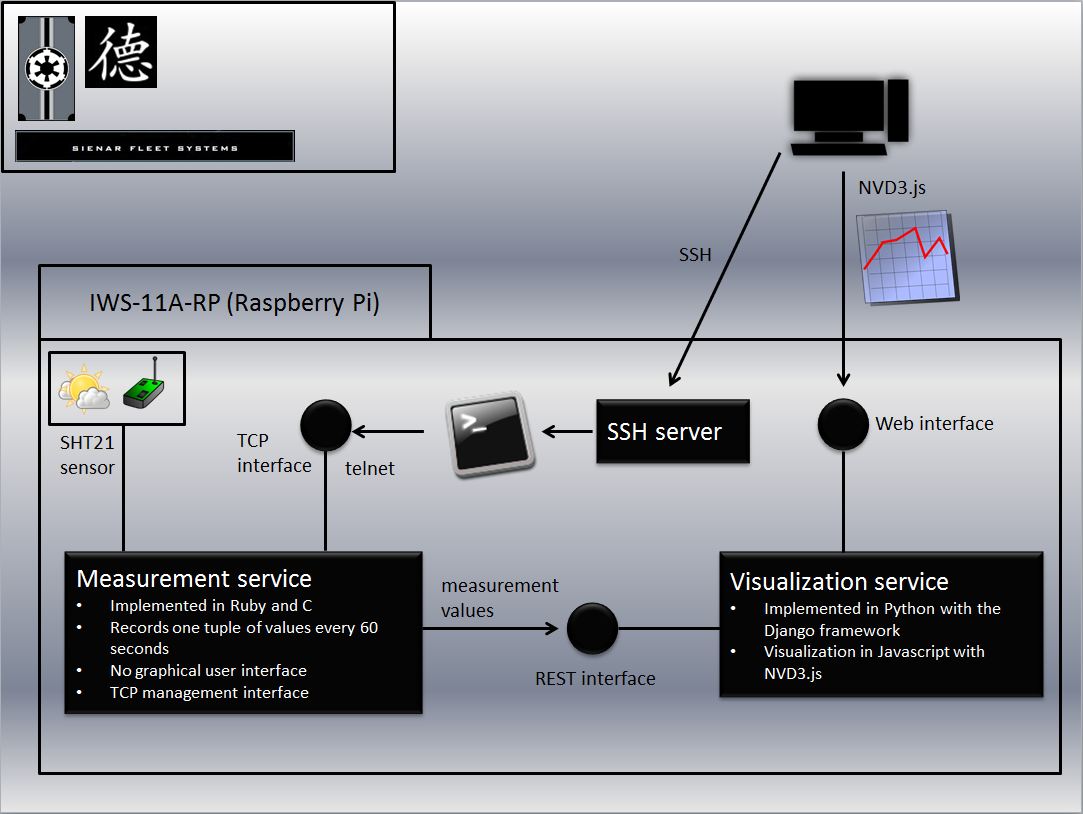 德
SIENAR FLEET SYSTEMS
NVD3.js
SSH
IWS-11A-RP (Raspberry Pi)
SHT21
sensor
TCP
interface
telnet
>_
SSH server
Web interface
Measurement service
• Implemented in Ruby and C
• Records one tuple of values every 60
seconds
• No graphical user interface
• TCP management interface
measurement
values
REST interface
Visualization service
• Implemented in Python with the
Django framework
• Visualization in Javascript with
NVD3.js